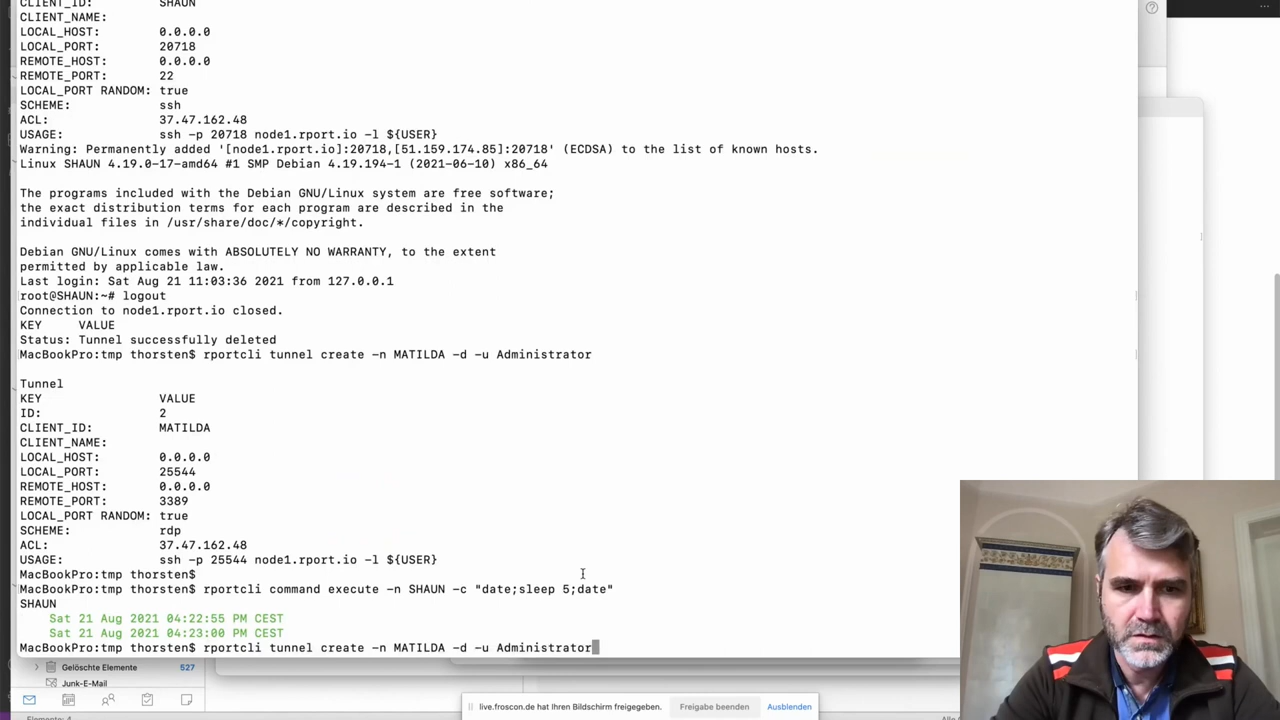 CLIENT_ID: SHAUN
CLIENT_NAME:
LOCAL_HOST: 0.0.0.0
LOCAL_PORT: 20718
REMOTE_HOST: 0.0.0.0
REMOTE_PORT: 22
LOCAL_PORT RANDOM: true
SCHEME: ssh
ACL: 37.47.162.48
USAGE: ssh -p 20718 node1.rport.io -l ${USER}
Warning: Permanently added '[node1.rport.io]:20718,[51.159.174.85]:20718' (ECDSA) to the list of known hosts.
Linux SHAUN 4.19.0-17-amd64 #1 SMP Debian 4.19.194-1 (2021-06-10) x86_64
The programs included with the Debian GNU/Linux system are free software;
the exact distribution terms for each program are described in the
individual files in /usr/share/doc/*/copyright.
Debian GNU/Linux comes with ABSOLUTELY NO WARRANTY, to the extent
permitted by applicable law.
Last login: Sat Aug 21 11:03:36 2021 from 127.0.0.1
root@SHAUN:~# logout
Connection to node1.rport.io closed.
KEY VALUE
Status: Tunnel successfully deleted
MacBookPro:tmp thorsten$ rportcli tunnel create -n MATILDA -d -u Administrator
Tunnel
KEY VALUE
ID: 2
CLIENT_ID: MATILDA
CLIENT_NAME:
LOCAL_HOST: 0.0.0.0
LOCAL_PORT: 25544
REMOTE_HOST: 0.0.0.0
REMOTE_PORT: 3389
LOCAL_PORT RANDOM: true
SCHEME: rdp
ACL: 37.47.162.48
USAGE: ssh -p 25544 node1.rport.io -l ${USER}
MacBookPro:tmp thorsten$
MacBookPro:tmp thorsten$ rportcli command execute -n SHAUN -c "date;sleep 5;date"
SHAUN
Sat 21 Aug 2021 04:22:55 PM CEST
Sat 21 Aug 2021 04:23:00 PM CEST
MacBookPro:tmp thorsten$ rportcli tunnel create -n MATILDA -d -u Administrator
Gelöschte Elemente 527
Junk-E-Mail
live.froscon.de hat Ihren Bildschirm freigegeben. Freigabe beenden Ausblenden
Elemente: 4